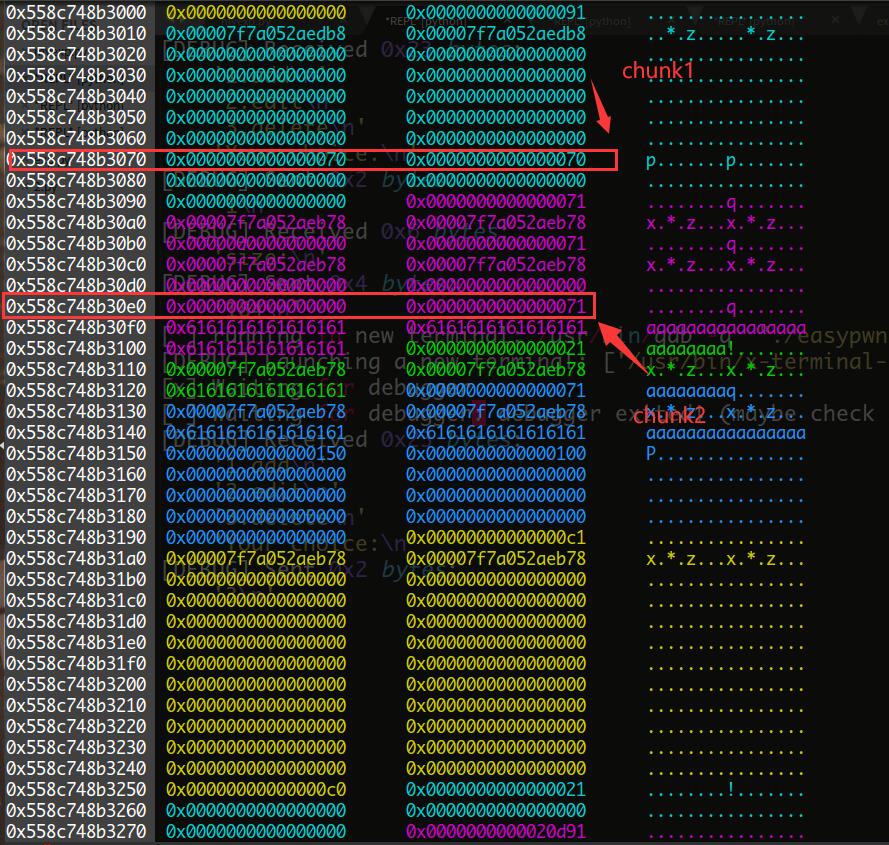 0x558c748b3000 0x0000000000000000 0x0000000000000091 ................
0x558c748b3010 0x00007f7a052aedb8 0x00007f7a052aedb8 ..*.z.....*.z...
0x558c748b3020 0x0000000000000000 0x0000000000000000 ................
chunk1
0x558c748b3030 0x0000000000000000 0x0000000000000000 ................
0x558c748b3040 0x0000000000000000 0x0000000000000000 ................
0x558c748b3050 0x0000000000000000 0x0000000000000000 ................
0x558c748b3060 0x0000000000000000 0x0000000000000000 ................
0x558c748b3070 0x0000000000000070 0x0000000000000070 p.......p.......
0x558c748b3080 0x0000000000000000 0x0000000000000000 ................
0x558c748b3090 0x0000000000000000 0x0000000000000071 ........q.......
0x558c748b30a0 0x00007f7a052aeb78 0x00007f7a052aeb78 x.*.z...x.*.z...
0x558c748b30b0 0x0000000000000000 0x0000000000000071 ........q.......
0x558c748b30c0 0x00007f7a052aeb78 0x00007f7a052aeb78 x.*.z...x.*.z...
0x558c748b30d0 0x0000000000000000 0x0000000000000000 ................
0x558c748b30e0 0x0000000000000000 0x0000000000000071 ........q.......
0x558c748b30f0 0x6161616161616161 0x6161616161616161 aaaaaaaaaaaaaaaa
0x558c748b3100 0x6161616161616161 0x0000000000000021 aaaaaaaa!.......
0x558c748b3110 0x00007f7a052aeb78 0x00007f7a052aeb78 x.*.z...x.*.z...
0x558c748b3120 0x6161616161616161 0x0000000000000071 aaaaaaaaq.......
0x558c748b3130 0x00007f7a052aeb78 0x00007f7a052aeb78 x.*.z...x.*.z...
chunk2
0x558c748b3140 0x6161616161616161 0x6161616161616161 aaaaaaaaaaaaaaaa
0x558c748b3150 0x0000000000000150 0x0000000000000100 P...............
0x558c748b3160 0x0000000000000000 0x0000000000000000 ................
0x558c748b3170 0x0000000000000000 0x0000000000000000 ................
0x558c748b3180 0x0000000000000000 0x0000000000000000 ................
0x558c748b3190 0x0000000000000000 0x00000000000000c1 ................
0x558c748b31a0 0x00007f7a052aeb78 0x00007f7a052aeb78 x.*.z...x.*.z...
0x558c748b31b0 0x0000000000000000 0x0000000000000000 ................
0x558c748b31c0 0x0000000000000000 0x0000000000000000 ................
0x558c748b31d0 0x0000000000000000 0x0000000000000000 ................
0x558c748b31e0 0x0000000000000000 0x0000000000000000 ................
0x558c748b31f0 0x0000000000000000 0x0000000000000000 ................
0x558c748b3200 0x0000000000000000 0x0000000000000000 ................
0x558c748b3210 0x0000000000000000 0x0000000000000000 ................
0x558c748b3220 0x0000000000000000 0x0000000000000000 ................
0x558c748b3230 0x0000000000000000 0x0000000000000000 ................
0x558c748b3240 0x0000000000000000 0x0000000000000000 ................
0x558c748b3250 0x00000000000000c0 0x0000000000000021 ........!.......
0x558c748b3260 0x0000000000000000 0x0000000000000000 ................
0x558c748b3270 0x0000000000000000 0x0000000000020d91 ................